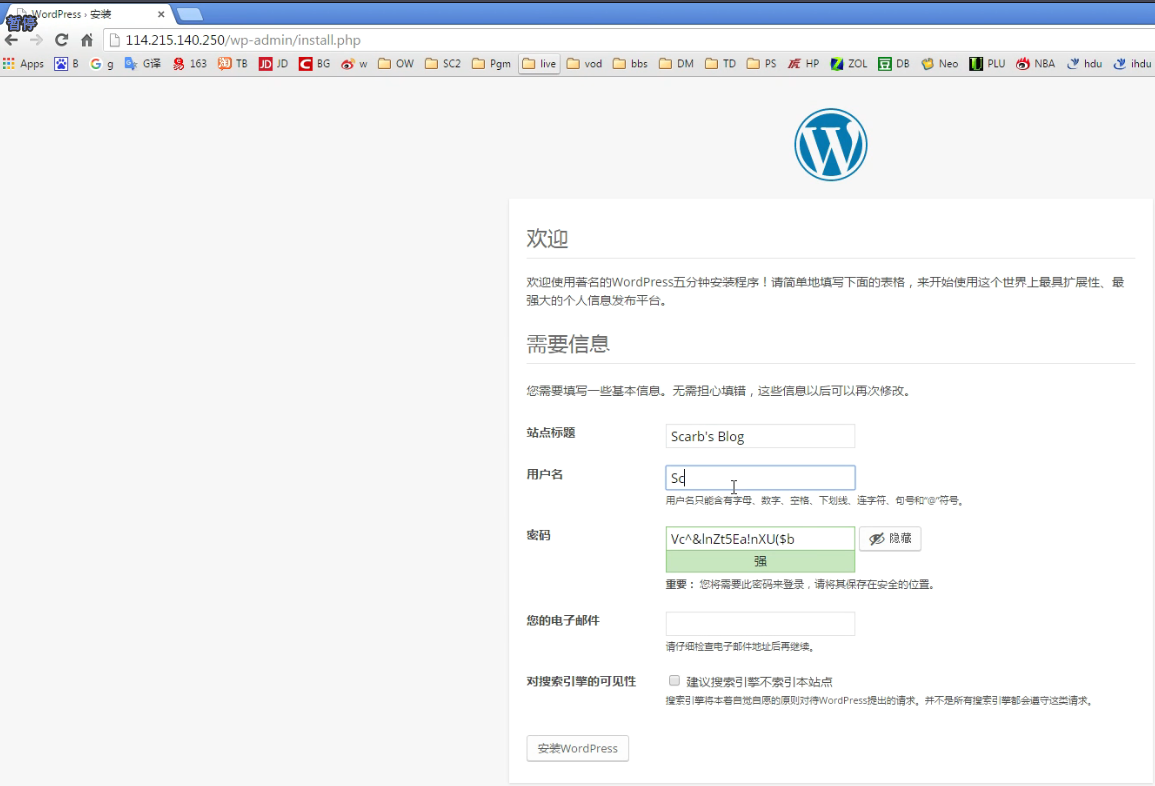 WordPress › 安装
暂停
114.215.140.250/wp-admin/install.php
Apps B G g G译 163 TB JD JD C BG w OW SC2 Pgm live vod bbs DM TD PS HP ZOL DB Neo PLU NBA hdu ihdu
欢迎
欢迎使用著名的WordPress五分钟安装程序！请简单地填写下面的表格，来开始使用这个世界上最具扩展性、最
强大的个人信息发布平台。
需要信息
您需要填写一些基本信息。无需担心填错，这些信息以后可以再次修改。
站点标题 Scarb's Blog
用户名 Sc
用户名只能含有字母、数字、空格、下划线、连字符、句号和“@”符号。
密码 Vc^&lnZt5Ea!nXU($b 隐藏
强
重要： 您将需要此密码来登录，请将其保存在安全的位置。
您的电子邮件
请仔细检查电子邮件地址后再继续。
对搜索引擎的可见性 建议搜索引擎不索引本站点
搜索引擎将本着自觉自愿的原则对待WordPress提出的请求。并不是所有搜索引擎都会遵守这类请求。
安装WordPress